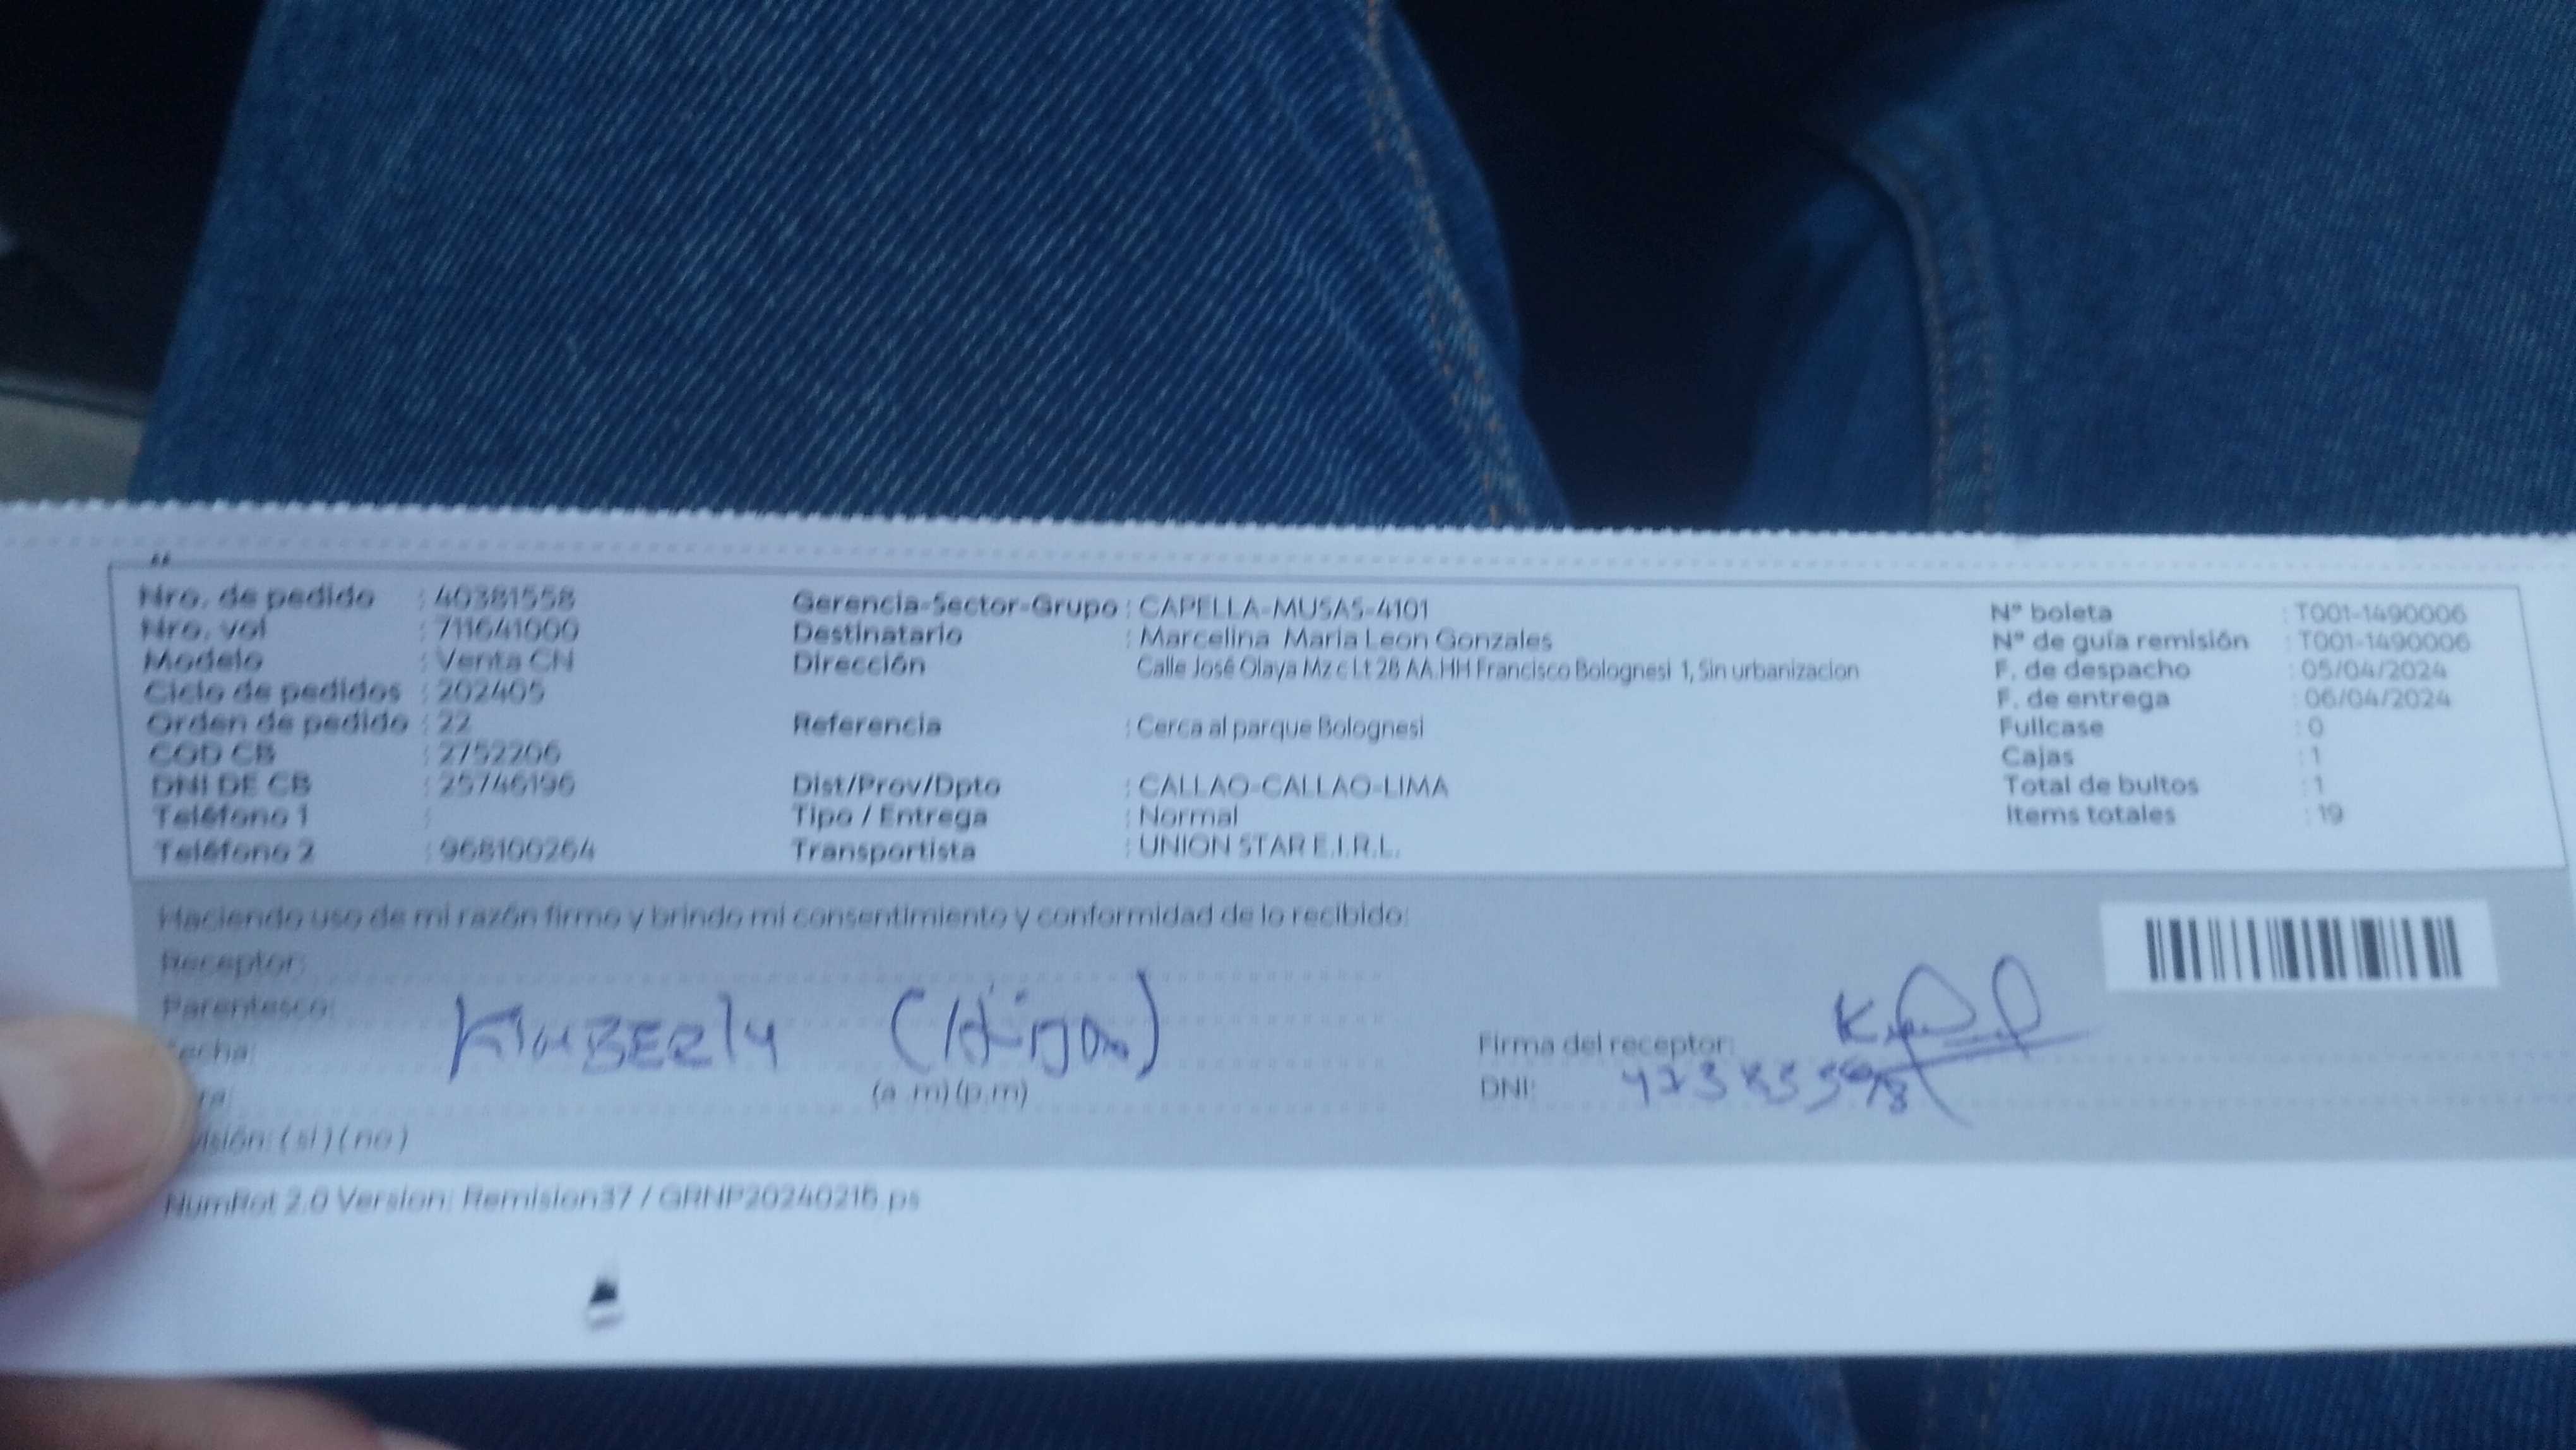 Nro. de pedido : 40381558
Nro. vol : 711641000
Modelo : Venta CN
Ciclo de pedidos : 202405
Orden de pedido : 22
COD CB : 2752206
DNI DE CB : 25746196
Teléfono 1 :
Teléfono 2 : 968100264
Gerencia-Sector-Grupo : CAPELLA-MUSAS-4101
Destinatario : Marcelina Maria Leon Gonzales
Dirección : Calle José Olaya Mz c Lt 28 AA.HH Francisco Bolognesi 1, Sin urbanizacion
Referencia : Cerca al parque Bolognesi
Dist/Prov/Dpto : CALLAO-CALLAO-LIMA
Tipo / Entrega : Normal
Transportista : UNION STAR E.I.R.L.
N° boleta : T001-1490006
N° de guía remisión : T001-1490006
F. de despacho : 05/04/2024
F. de entrega : 06/04/2024
Fullcase : 0
Cajas : 1
Total de bultos : 1
Items totales : 19
Haciendo uso de mi razón firmo y brindo mi consentimiento y conformidad de lo recibido:
Receptor:
Parentesco:
KimBERly (Hija)
Fecha:
(a .m) (p.m)
Firma del receptor:
DNI:
( si ) ( no )
NumRot 2.0 Version: Remision37 / GRNP20240216.ps